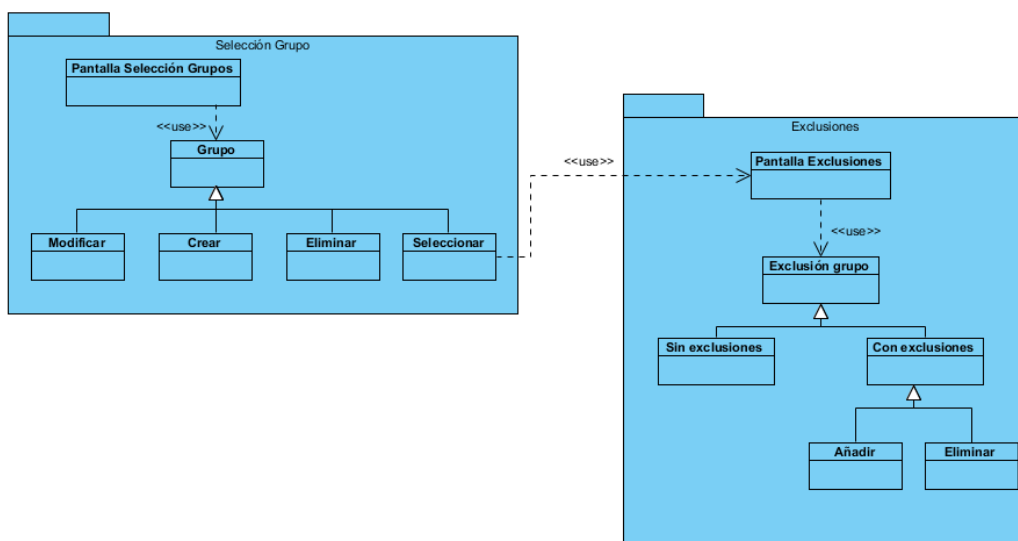 Selección Grupo
Pantalla Selección Grupos
<<use>>
Grupo
Modificar
Crear
Eliminar
Seleccionar
<<use>>
Exclusiones
Pantalla Exclusiones
<<use>>
Exclusión grupo
Sin exclusiones
Con exclusiones
Añadir
Eliminar